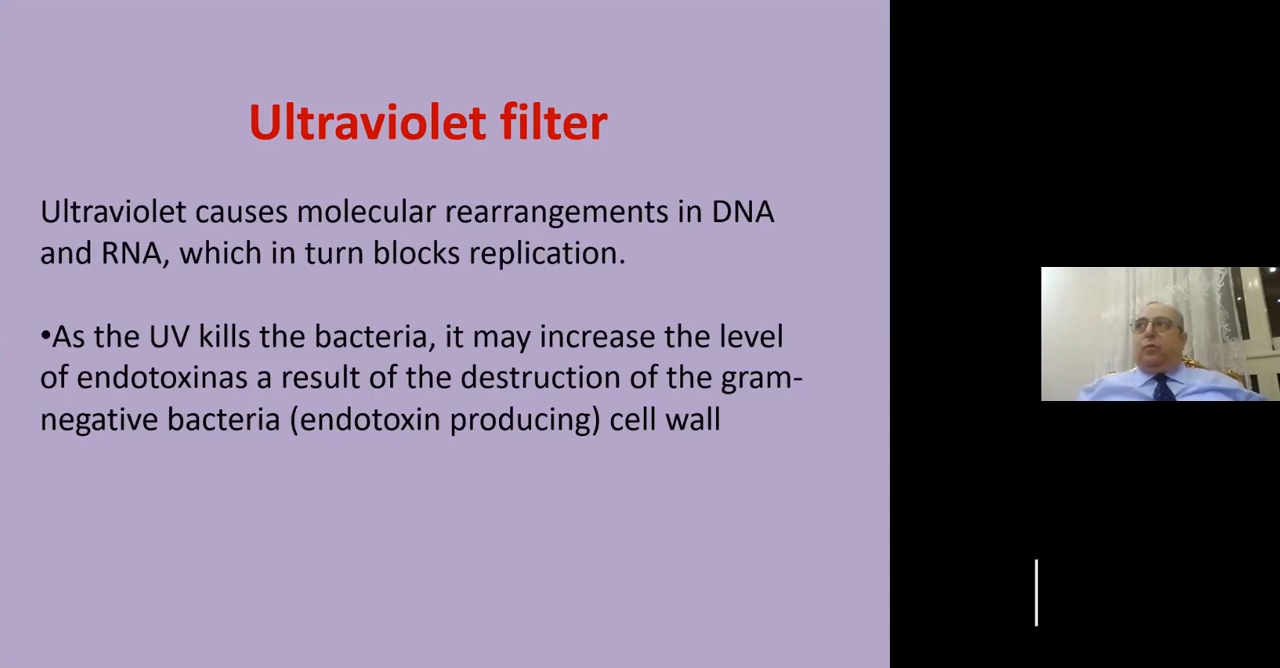 Ultraviolet filter
Ultraviolet causes molecular rearrangements in DNA
and RNA, which in turn blocks replication.
•As the UV kills the bacteria, it may increase the level
of endotoxinas a result of the destruction of the gram-
negative bacteria (endotoxin producing) cell wall